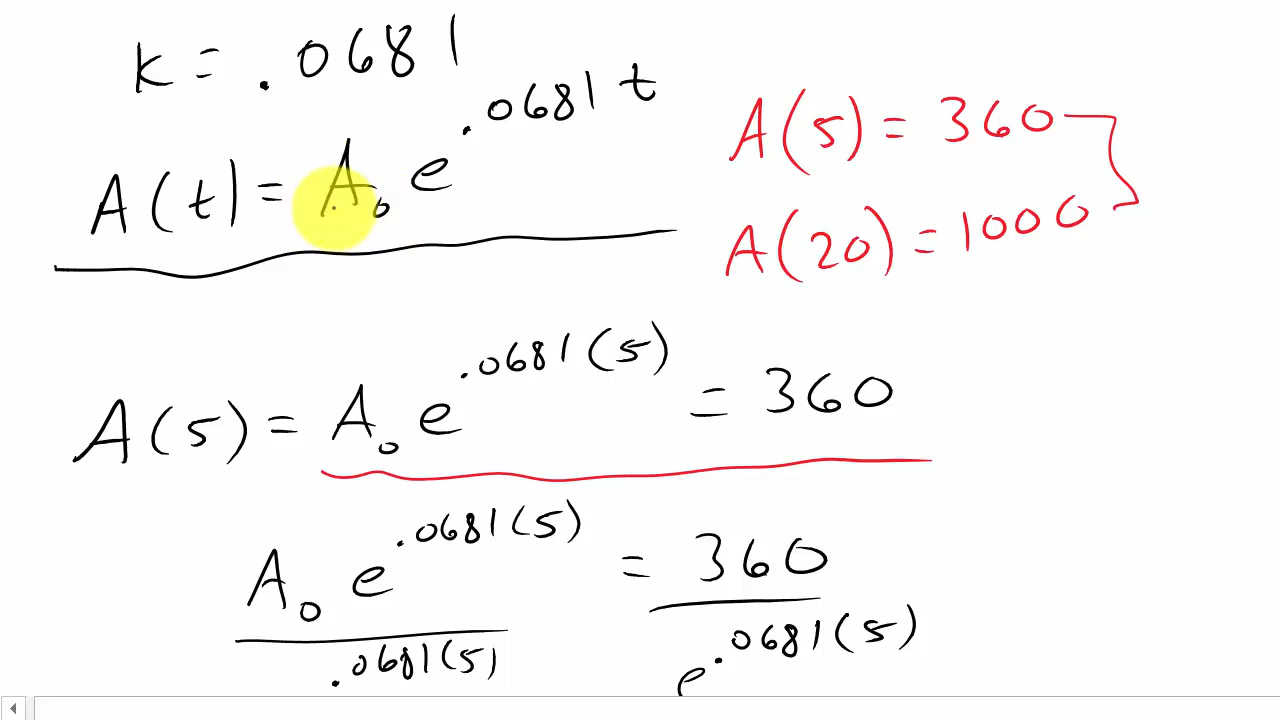 k = .0681
A(t) = A₀ e^.0681 t
A(5) = 360
A(20) = 1000
A(5) = A₀ e^.0681(5) = 360
A₀ e^.0681(5) = 360
.0681(5) e^.0681(5)